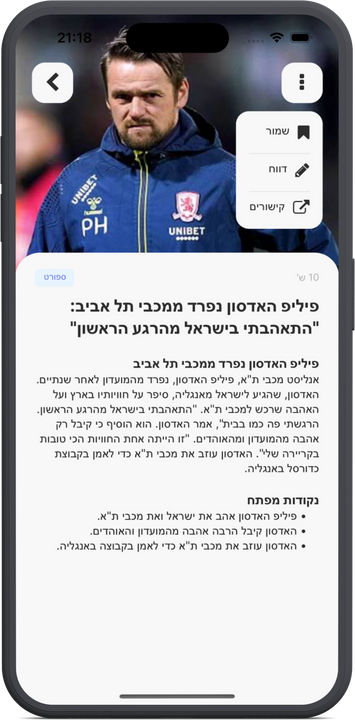 21:18
שמור
דווח
קישורים
UNIBET
PH
UNIBET
ספורט
10 ש'
פיליפ האדסון נפרד ממכבי תל אביב:
"התאהבתי בישראל מהרגע הראשון"
פיליפ האדסון נפרד ממכבי תל אביב
אנליסט מכבי ת"א, פיליפ האדסון, נפרד מהמועדון לאחר שנתיים.
האדסון, שהגיע לישראל מאנגליה, סיפר על חוויותיו בארץ ועל
האהבה שרכש למכבי ת"א. "התאהבתי בישראל מהרגע הראשון.
הרגשתי פה כמו בבית", אמר האדסון. הוא הוסיף כי קיבל רק
אהבה מהמועדון ומהאוהדים. "זו הייתה אחת החוויות הכי טובות
בקריירה שלי". האדסון עוזב את מכבי ת"א כדי לאמן בקבוצת
כדורסל באנגליה.
נקודות מפתח
• פיליפ האדסון אהב את ישראל ואת מכבי ת"א.
• האדסון קיבל הרבה אהבה מהמועדון והאוהדים.
• האדסון עוזב את מכבי ת"א כדי לאמן בקבוצה באנגליה.